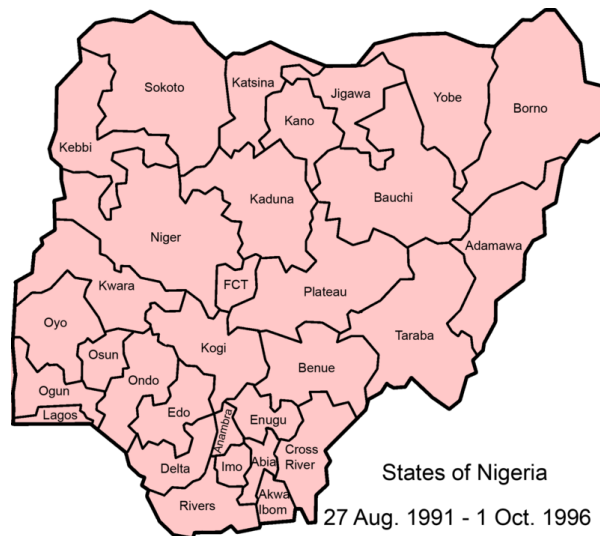 Sokoto
Katsina
Jigawa
Yobe
Borno
Kano
Kebbi
Kaduna
Bauchi
Niger
Adamawa
FCT
Kwara
Plateau
Oyo
Taraba
Kogi
Osun
Benue
Ondo
Ogun
Edo
Lagos
Enugu
Anambra
Cross
River
Delta
Imo
Abia
Akwa
Ibom
Rivers
States of Nigeria
27 Aug. 1991 - 1 Oct. 1996